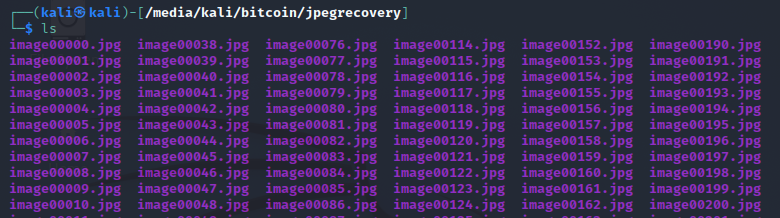 ┌──(kali㉿kali)-[/media/kali/bitcoin/jpegrecovery]
└─$ ls
image00000.jpg image00038.jpg image00076.jpg image00114.jpg image00152.jpg image00190.jpg
image00001.jpg image00039.jpg image00077.jpg image00115.jpg image00153.jpg image00191.jpg
image00002.jpg image00040.jpg image00078.jpg image00116.jpg image00154.jpg image00192.jpg
image00003.jpg image00041.jpg image00079.jpg image00117.jpg image00155.jpg image00193.jpg
image00004.jpg image00042.jpg image00080.jpg image00118.jpg image00156.jpg image00194.jpg
image00005.jpg image00043.jpg image00081.jpg image00119.jpg image00157.jpg image00195.jpg
image00006.jpg image00044.jpg image00082.jpg image00120.jpg image00158.jpg image00196.jpg
image00007.jpg image00045.jpg image00083.jpg image00121.jpg image00159.jpg image00197.jpg
image00008.jpg image00046.jpg image00084.jpg image00122.jpg image00160.jpg image00198.jpg
image00009.jpg image00047.jpg image00085.jpg image00123.jpg image00161.jpg image00199.jpg
image00010.jpg image00048.jpg image00086.jpg image00124.jpg image00162.jpg image00200.jpg